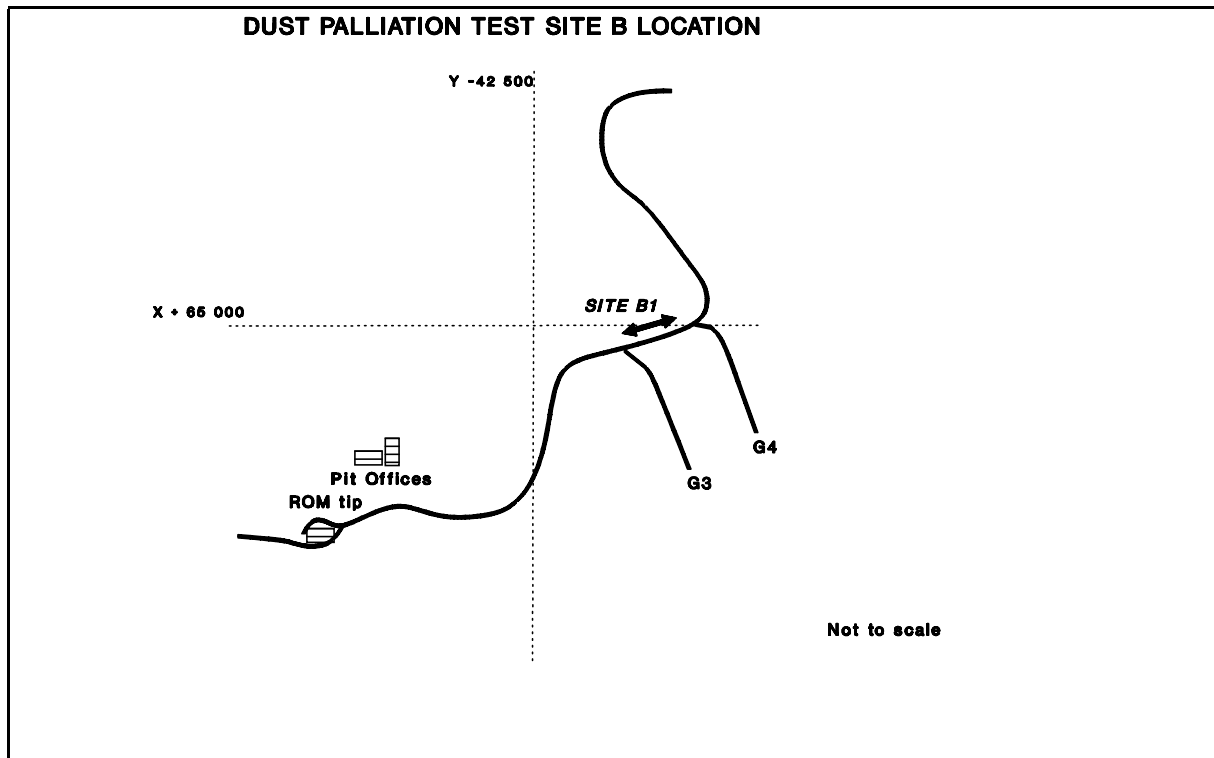 DUST PALLIATION TEST SITE B LOCATION
Y -42 500
SITE B1
X + 65 000
G4
Pit Offices
G3
ROM tip
Not to scale